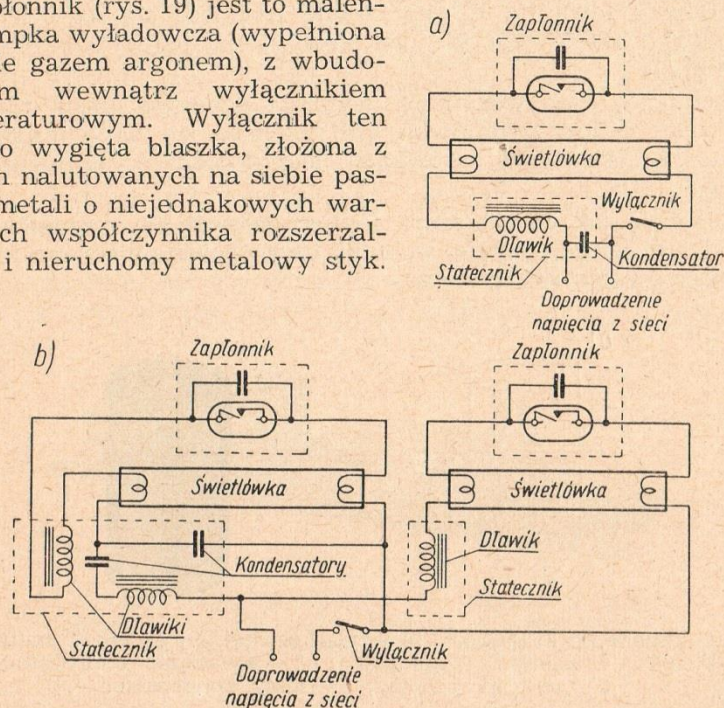 płonnik (rys. 19) jest to maleń-
mpka wyładowcza (wypełniona
e gazem argonem), z wbudo-
m wewnątrz wyłącznikiem
eraturowym. Wyłącznik ten
o wygięta blaszka, złożona z
h nalutowanych na siebie pas-
metali o niejednakowych war-
ch współczynnika rozszerzal-
i nieruchomy metalowy styk.
a)
Zapłonnik
Świetlówka
Wyłącznik
Dławik
Kondensator
Statecznik
Doprowadzenie
napięcia z sieci
b)
Zapłonnik
Świetlówka
Kondensatory
Dławiki
Statecznik
Wyłącznik
Doprowadzenie
napięcia z sieci
Zapłonnik
Świetlówka
Dławik
Statecznik